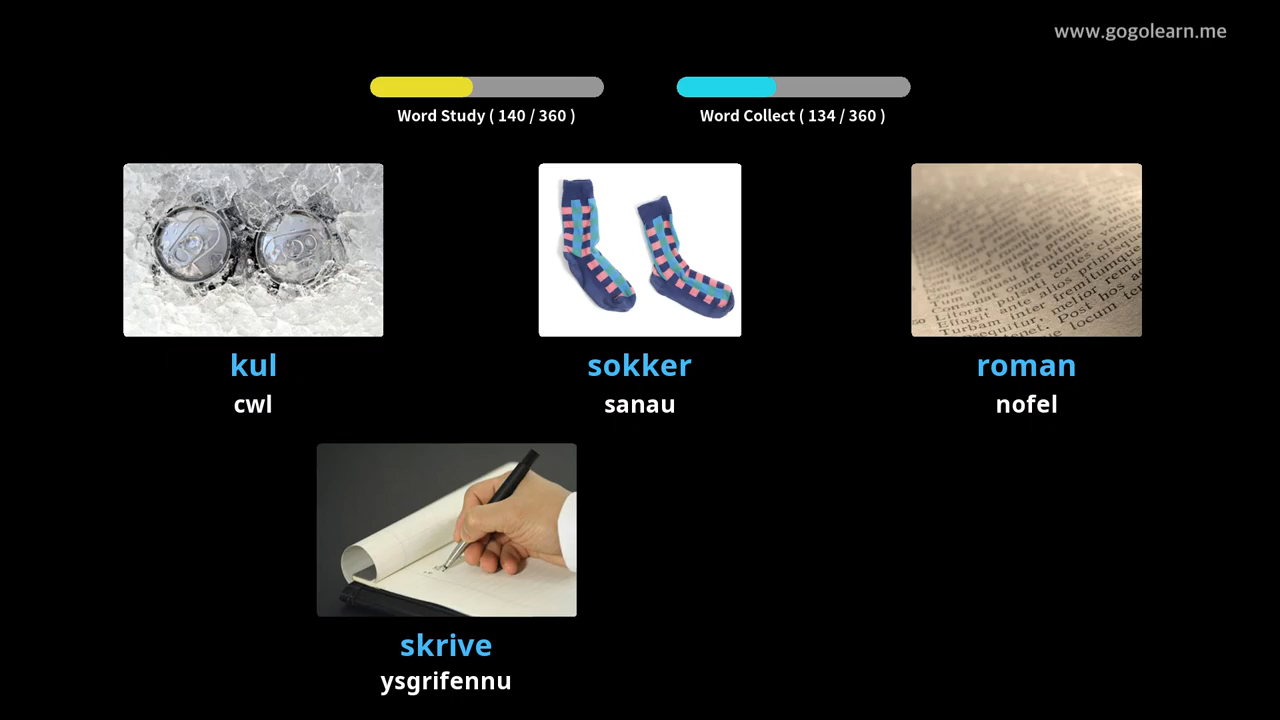 www.gogolearn.me
Word Study ( 140 / 360 )
Word Collect ( 134 / 360 )
kul
cwl
sokker
sanau
roman
nofel
skrive
ysgrifennu